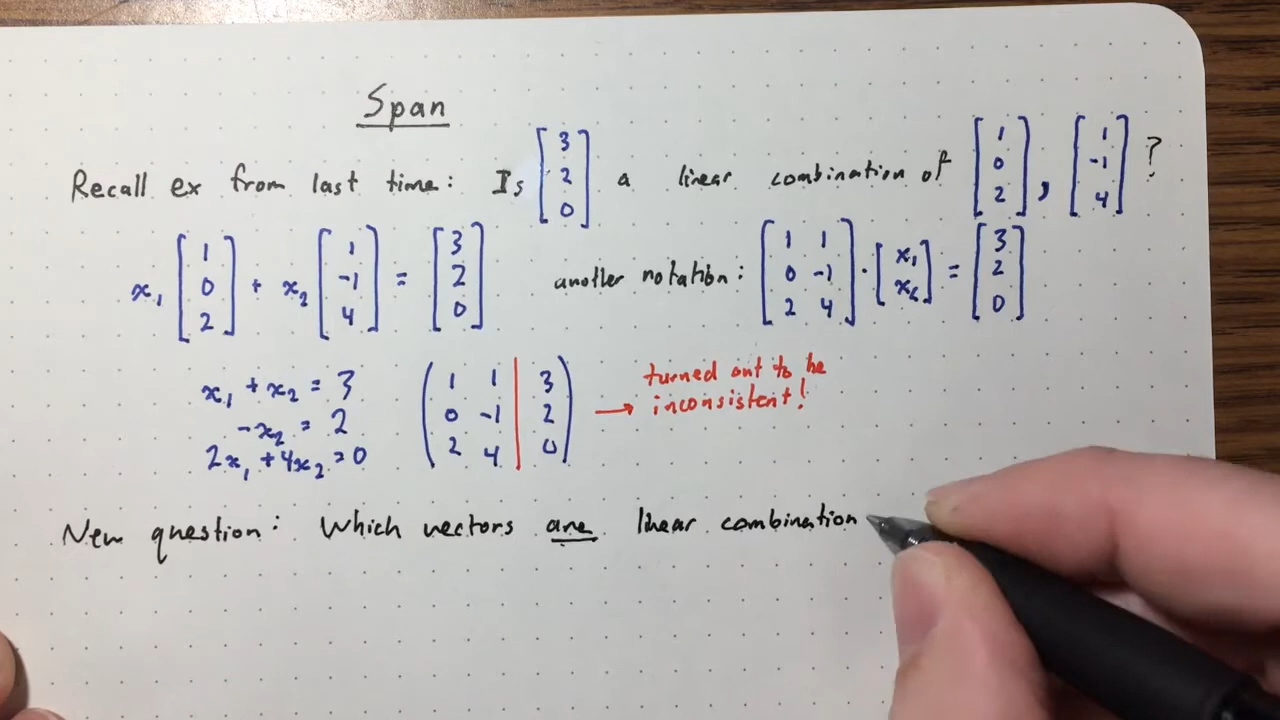 Span
Recall ex from last time: Is [3 2 0] a linear combination of [1 0 2], [1 -1 4]?
x₁ [1 0 2] + x₂ [1 -1 4] = [3 2 0] another notation: [1 1; 0 -1; 2 4] · [x₁ x₂] = [3 2 0]
x₁ + x₂ = 3
-x₂ = 2
2x₁ + 4x₂ = 0
(1 1 | 3; 0 -1 | 2; 2 4 | 0) → turned out to be
inconsistent!
New question: Which vectors are linear combination